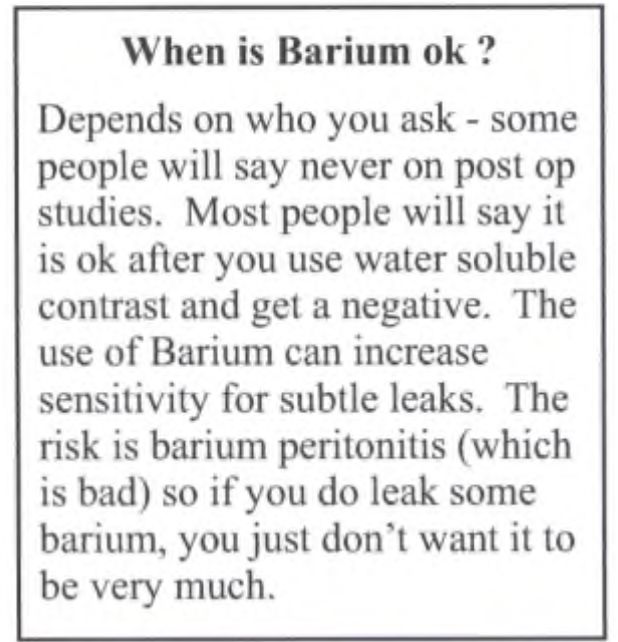 When is Barium ok ?
Depends on who you ask - some
people will say never on post op
studies. Most people will say it
is ok after you use water soluble
contrast and get a negative. The
use of Barium can increase
sensitivity for subtle leaks. The
risk is barium peritonitis (which
is bad) so if you do leak some
barium, you just don't want it to
be very much.